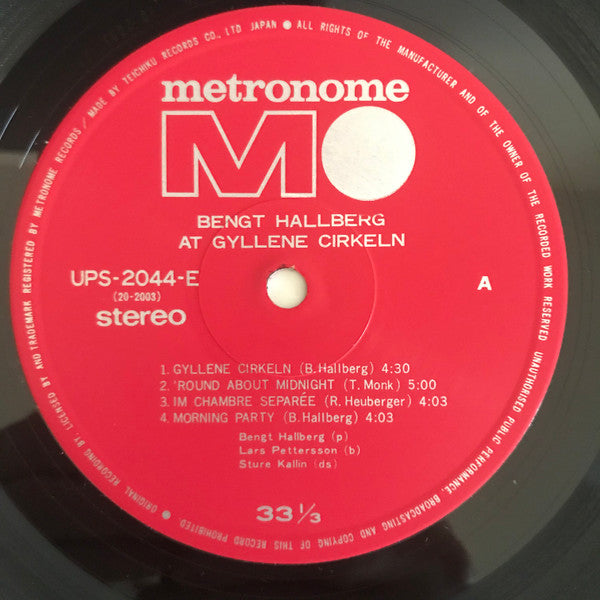 metronome
MO
BENGT HALLBERG
AT GYLLENE CIRKELN
UPS-2044-E
(20-2003)
stereo
A
1. GYLLENE CIRKELN (B. Hallberg) 4:30
2. 'ROUND ABOUT MIDNIGHT (T. Monk) 5:00
3. IM CHAMBRE SEPARÉE (R. Heuberger) 4:03
4. MORNING PARTY (B. Hallberg) 4:03
Bengt Hallberg (p)
Lars Pettersson (b)
Sture Kallin (ds)
33 1/3
• ORIGINAL RECORDING BY LICENSED BY AND TRADEMARK REGISTERED BY METRONOME RECORDS / MADE BY TEICHIKU RECORDS CO., LTD JAPAN • ALL RIGHTS OF THE MANUFACTURER AND OF THE OWNER OF THE RECORDED WORK RESERVED UNAUTHORISED PUBLIC PERFORMANCE, BROADCASTING AND COPYING OF THIS RECORD PROHIBITED.